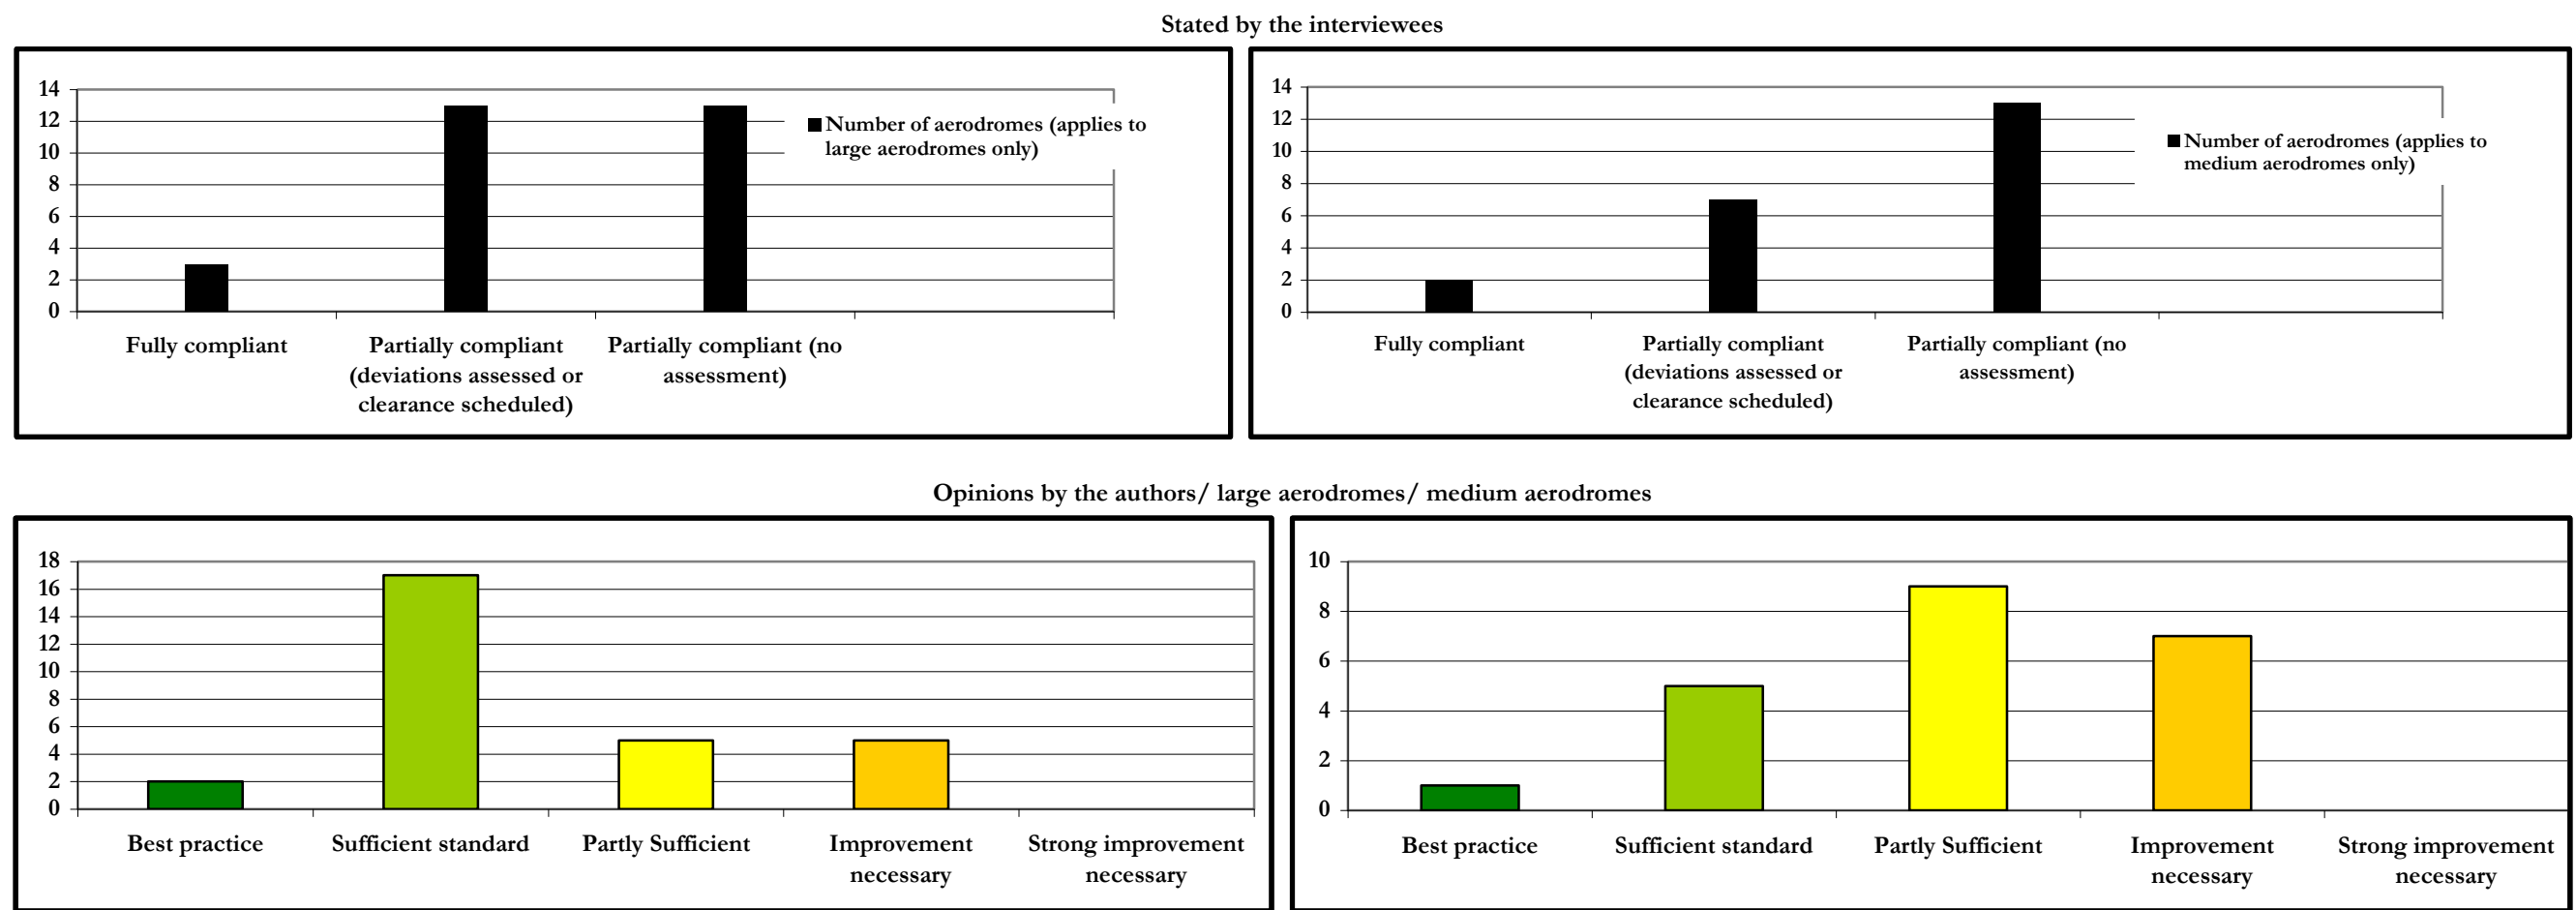 Stated by the interviewees
14
12
10
8
6
4
2
0
Number of aerodromes (applies to
large aerodromes only)
Fully compliant
Partially compliant
(deviations assessed or
clearance scheduled)
Partially compliant (no
assessment)
14
12
10
8
6
4
2
0
Number of aerodromes (applies to
medium aerodromes only)
Fully compliant
Partially compliant
(deviations assessed or
clearance scheduled)
Partially compliant (no
assessment)
Opinions by the authors/ large aerodromes/ medium aerodromes
18
16
14
12
10
8
6
4
2
0
Best practice
Sufficient standard
Partly Sufficient
Improvement
necessary
Strong improvement
necessary
10
8
6
4
2
0
Best practice
Sufficient standard
Partly Sufficient
Improvement
necessary
Strong improvement
necessary